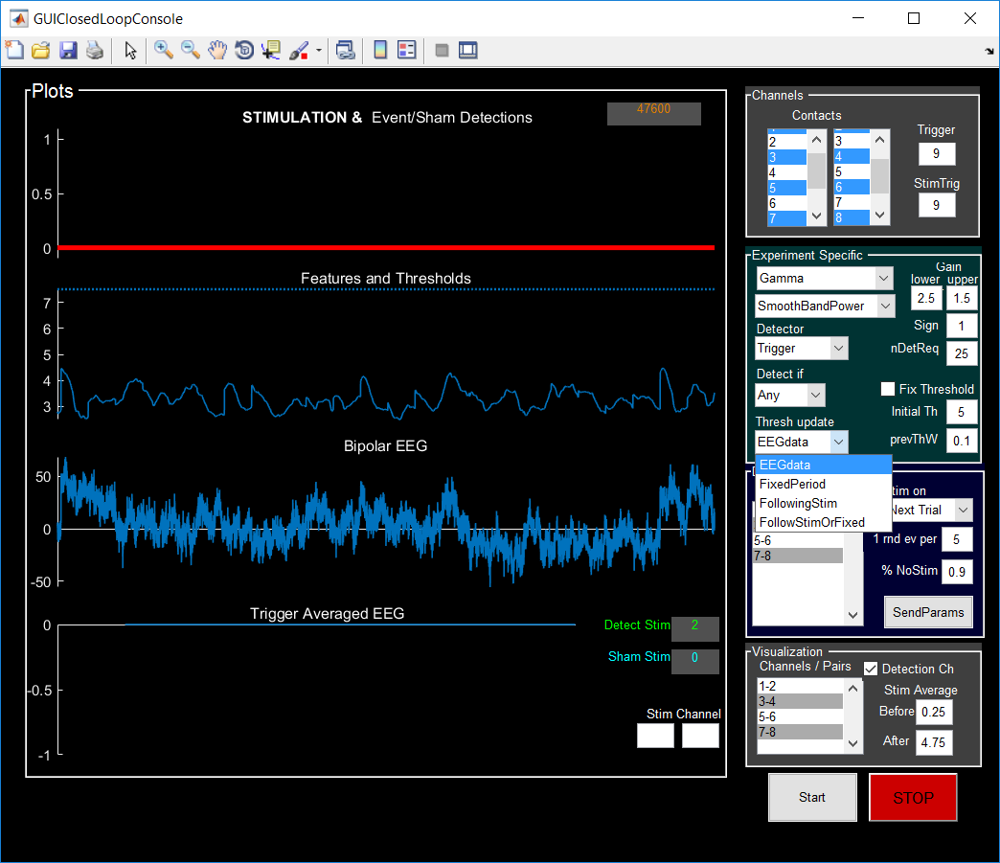 GUIClosedLoopConsole
Plots
STIMULATION & Event/Sham Detections
47600
1
0.5
0
Features and Thresholds
7
6
5
4
3
Bipolar EEG
50
0
-50
Trigger Averaged EEG
0
-0.5
-1
Detect Stim 2
Sham Stim 0
Stim Channel
Channels
Contacts
2
3
4
5
6
7
3
4
5
6
7
8
Trigger
9
StimTrig
9
Experiment Specific
Gain
lower upper
Gamma
2.5 1.5
SmoothBandPower
Sign 1
Detector
nDetReq 25
Trigger
Detect if
Any
Fix Threshold
Initial Th 5
Thresh update
prevThW 0.1
EEGdata
EEGdata
FixedPeriod
FollowingStim
FollowStimOrFixed
tim on
Next Trial
5-6
7-8
1 rnd ev per 5
% NoStim 0.9
SendParams
Visualization
Channels / Pairs
Detection Ch
1-2
3-4
5-6
7-8
Stim Average
Before 0.25
After 4.75
Start
STOP